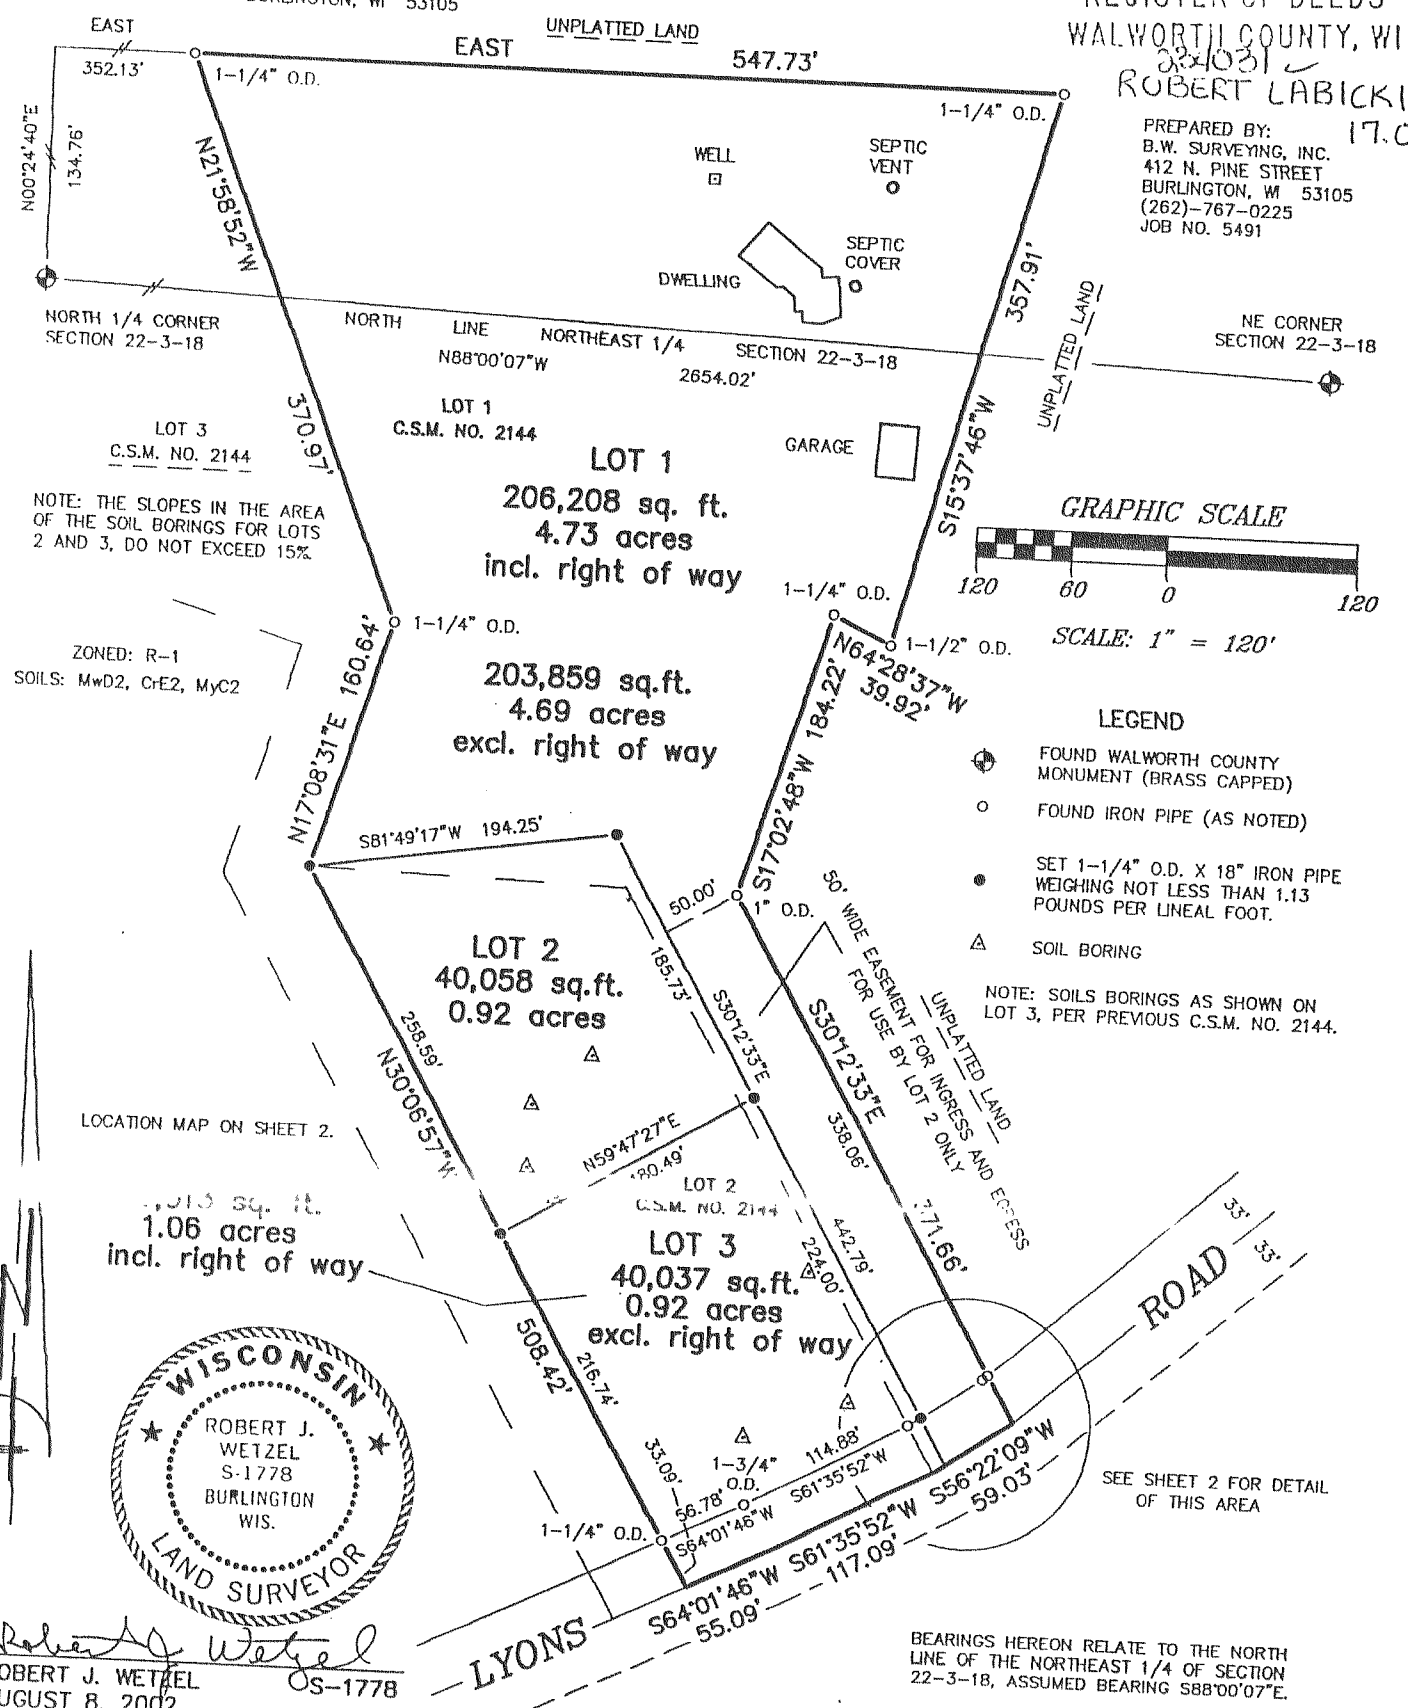 BURLINGTON, WI 53105
REGISTER OF DEEDS
WALWORTH COUNTY, WI
ROBERT LABICKI
17.0
PREPARED BY:
B.W. SURVEYING, INC.
412 N. PINE STREET
BURLINGTON, WI 53105
(262)-767-0225
JOB NO. 5491
EAST
352.13'
N00°24'40"E
134.76'
UNPLATTED LAND
EAST
547.73'
1-1/4" O.D.
1-1/4" O.D.
N21°58'52"W
370.97'
WELL
SEPTIC
VENT
SEPTIC
COVER
DWELLING
357.91'
S15°37'46"W
UNPLATTED LAND
NORTH 1/4 CORNER
SECTION 22-3-18
NORTH LINE NORTHEAST 1/4 SECTION 22-3-18
N88°00'07"W
2654.02'
NE CORNER
SECTION 22-3-18
LOT 3
C.S.M. NO. 2144
LOT 1
C.S.M. NO. 2144
GARAGE
LOT 1
206,208 sq. ft.
4.73 acres
incl. right of way
NOTE: THE SLOPES IN THE AREA
OF THE SOIL BORINGS FOR LOTS
2 AND 3, DO NOT EXCEED 15%.
GRAPHIC SCALE
120 60 0 120
SCALE: 1" = 120'
1-1/4" O.D.
1-1/4" O.D.
1-1/2" O.D.
N64°28'37"W
39.92'
ZONED: R-1
SOILS: MwD2, CrE2, MyC2
N17°08'31"E 160.64'
203,859 sq.ft.
4.69 acres
excl. right of way
S17°02'48"W 184.22'
LEGEND
FOUND WALWORTH COUNTY
MONUMENT (BRASS CAPPED)
FOUND IRON PIPE (AS NOTED)
SET 1-1/4" O.D. X 18" IRON PIPE
WEIGHING NOT LESS THAN 1.13
POUNDS PER LINEAL FOOT.
SOIL BORING
NOTE: SOILS BORINGS AS SHOWN ON
LOT 3, PER PREVIOUS C.S.M. NO. 2144.
S81°49'17"W 194.25'
50.00'
1" O.D.
LOT 2
40,058 sq.ft.
0.92 acres
185.73'
S30°12'33"E
50' WIDE EASEMENT FOR INGRESS AND EGRESS
FOR USE BY LOT 2 ONLY
UNPLATTED LAND
S30°12'33"E
338.06'
371.66'
258.59'
N30°06'57"W
508.42'
LOCATION MAP ON SHEET 2.
N59°47'27"E
LOT 2
C.S.M. NO. 2144
sq. ft.
1.06 acres
incl. right of way
LOT 3
40,037 sq.ft.
0.92 acres
excl. right of way
442.79'
224.00'
216.74'
33'
33'
LYONS ROAD
33.09'
1-3/4"
O.D.
114.88'
S61°35'52"W
56.78'
S64°01'46"W
1-1/4" O.D.
S64°01'46"W S61°35'52"W S56°22'09"W
55.09' 117.09' 59.03'
SEE SHEET 2 FOR DETAIL
OF THIS AREA
N
WISCONSIN
ROBERT J.
WETZEL
S-1778
BURLINGTON
WIS.
LAND SURVEYOR
Robert J Wetzel
OBERT J. WETZEL S-1778
UGUST 8, 2002
BEARINGS HEREON RELATE TO THE NORTH
LINE OF THE NORTHEAST 1/4 OF SECTION
22-3-18, ASSUMED BEARING S88°00'07"E.